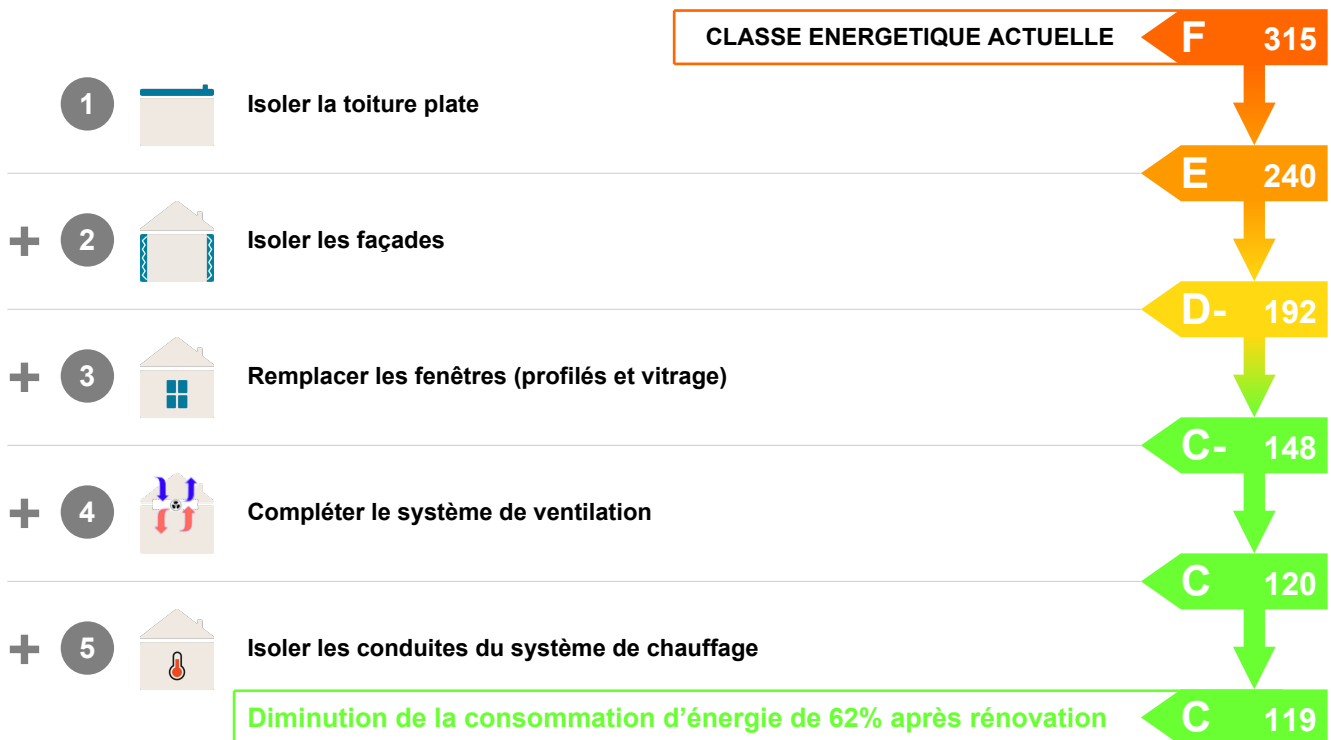 CLASSE ENERGETIQUE ACTUELLE F 315
1 Isoler la toiture plate
E 240
+ 2 Isoler les façades
D- 192
+ 3 Remplacer les fenêtres (profilés et vitrage)
C- 148
+ 4 Compléter le système de ventilation
C 120
+ 5 Isoler les conduites du système de chauffage
Diminution de la consommation d’énergie de 62% après rénovation C 119